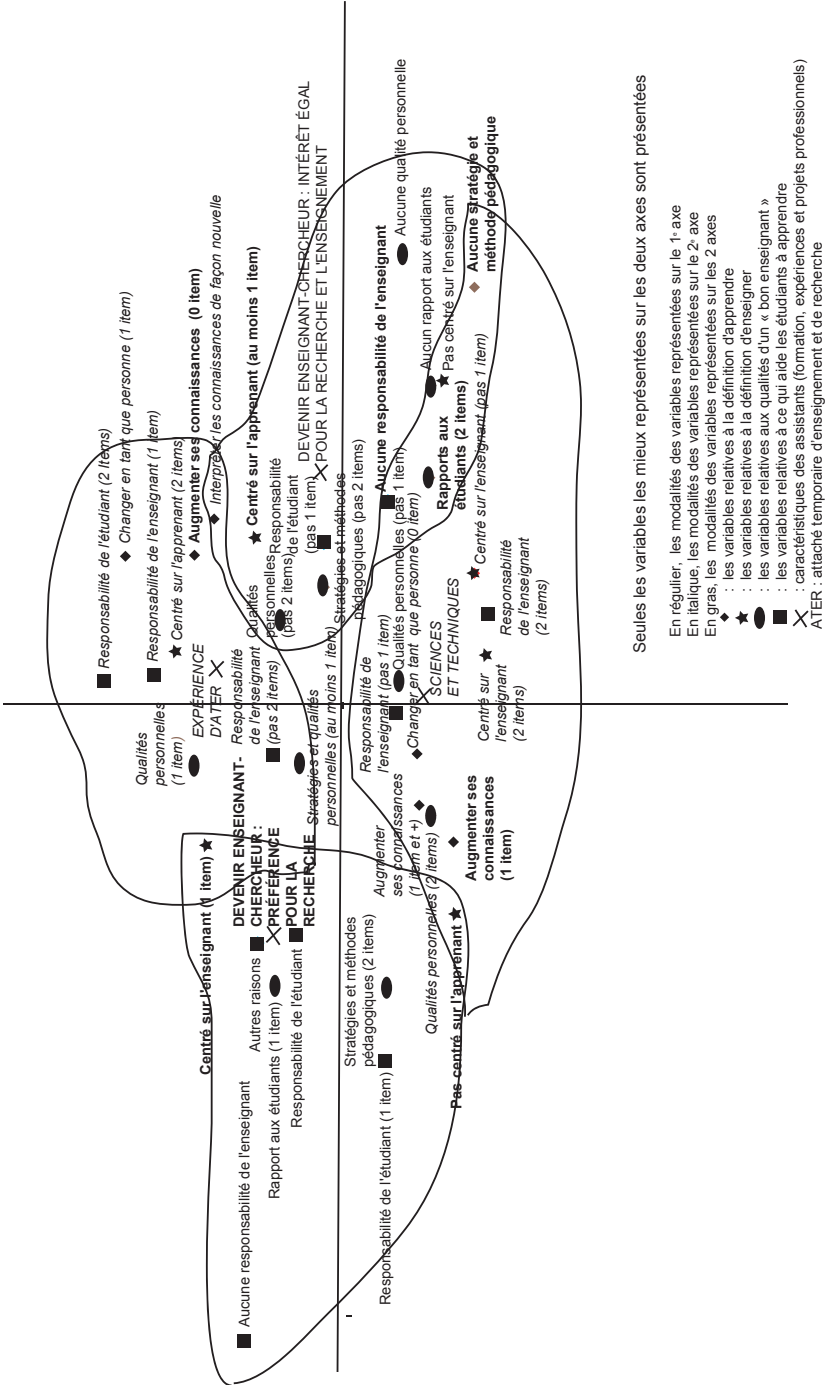 Responsabilité de l'étudiant (2 Items)
Changer en tant que personne (1 item)
Responsabilité de l'enseignant (1 item)
Centré sur l'apprenant (2 items)
Augmenter ses connaissances (0 item)
Interpréter les connaissances de façon nouvelle
Centré sur l'apprenant (au moins 1 item)
Qualités
personnelles
(1 item)
EXPÉRIENCE
D'ATER
Responsabilité
de l'enseignant
(pas 2 items)
Qualités
personnelles
(pas 2 items)
Responsabilité
de l'étudiant
(pas 1 item)
DEVENIR ENSEIGNANT-CHERCHEUR : INTÉRÊT ÉGAL
POUR LA RECHERCHE ET L'ENSEIGNEMENT
Stratégies et qualités
personnelles (au moins 1 item)
Stratégies et méthodes
pédagogiques (pas 2 items)
Centré sur l'enseignant (1 item)
DEVENIR ENSEIGNANT-
CHERCHEUR :
PRÉFÉRENCE
POUR LA
RECHERCHE
Autres raisons
Aucune responsabilité de l'enseignant
Rapport aux étudiants (1 item)
Responsabilité de l'étudiant
Stratégies et méthodes
pédagogiques (2 items)
Responsabilité de l'étudiant (1 item)
Augmenter
ses connaissances
(1 item et +)
Qualités personnelles (2 items)
Pas centré sur l'apprenant
Augmenter ses
connaissances
(1 item)
Responsabilité de
l'enseignant (pas 1 item)
Qualités personnelles (pas 1 item)
Changer en tant que personne (0 item)
SCIENCES
ET TECHNIQUES
Centré sur
l'enseignant
(2 items)
Responsabilité
de l'enseignant
(2 items)
Centré sur l'enseignant (pas 1 item)
Rapports aux
étudiants (2 items)
Aucune responsabilité de l'enseignant
Aucune qualité personnelle
Aucun rapport aux étudiants
Pas centré sur l'enseignant
Aucune stratégie et
méthode pédagogique
Seules les variables les mieux représentées sur les deux axes sont présentées
En régulier, les modalités des variables représentées sur le 1e axe
En italique, les modalités des variables représentées sur le 2e axe
En gras, les modalités des variables représentées sur les 2 axes
: les variables relatives à la définition d'apprendre
: les variables relatives à la définition d'enseigner
: les variables relatives aux qualités d'un « bon enseignant »
: les variables relatives à ce qui aide les étudiants à apprendre
: caractéristiques des assistants (formation, expériences et projets professionnels)
ATER : attaché temporaire d'enseignement et de recherche